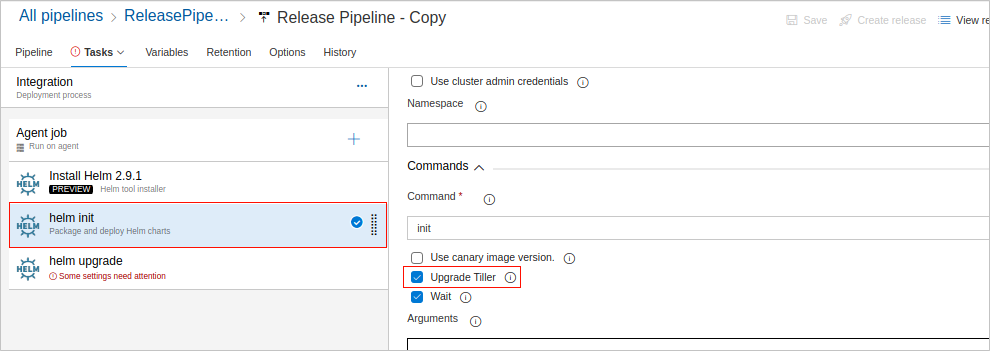 All pipelines > ReleasePipe... > Release Pipeline - Copy
Save
Create release
View re
Pipeline
Tasks
Variables
Retention
Options
History
Integration
Deployment process
Agent job
Run on agent
HELM
Install Helm 2.9.1
PREVIEW Helm tool installer
HELM
helm init
Package and deploy Helm charts
HELM
helm upgrade
Some settings need attention
Use cluster admin credentials
Namespace
Commands
Command *
init
Use canary image version.
Upgrade Tiller
Wait
Arguments